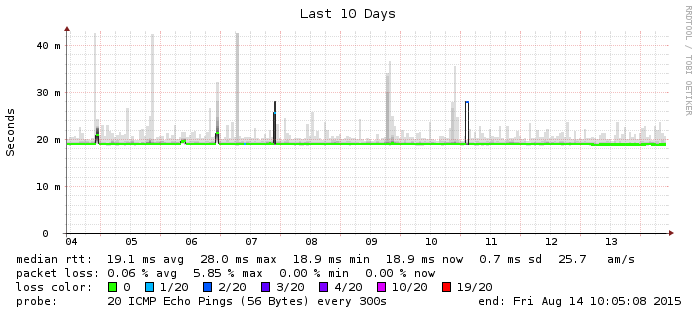 Last 10 Days
RRDTOOL / TOBI OETIKER
Seconds
40 m
30 m
20 m
10 m
0
04 05 06 07 08 09 10 11 12 13
median rtt: 19.1 ms avg 28.0 ms max 18.9 ms min 18.9 ms now 0.7 ms sd 25.7 am/s
packet loss: 0.06 % avg 5.85 % max 0.00 % min 0.00 % now
loss color: 0 1/20 2/20 3/20 4/20 10/20 19/20
probe: 20 ICMP Echo Pings (56 Bytes) every 300s end: Fri Aug 14 10:05:08 2015